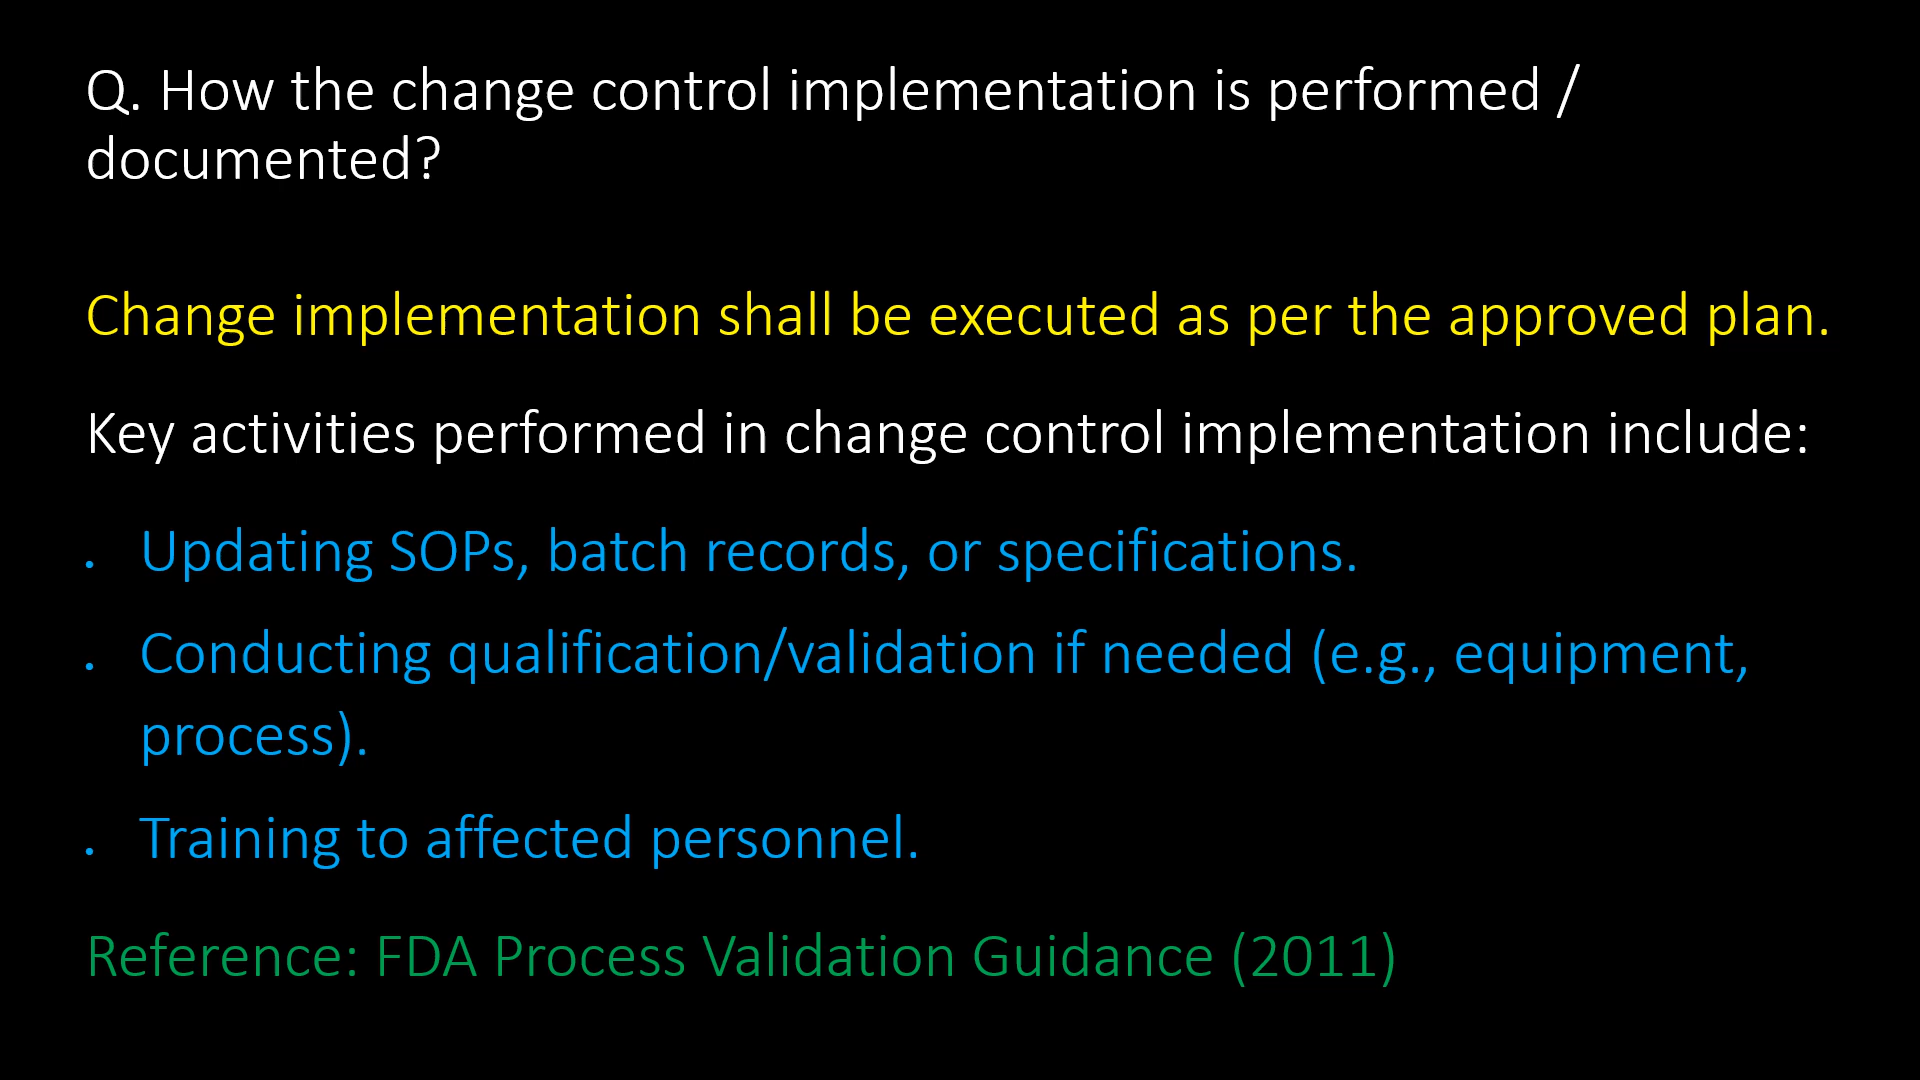 Q. How the change control implementation is performed /
documented?
Change implementation shall be executed as per the approved plan.
Key activities performed in change control implementation include:
• Updating SOPs, batch records, or specifications.
• Conducting qualification/validation if needed (e.g., equipment,
process).
• Training to affected personnel.
Reference: FDA Process Validation Guidance (2011)